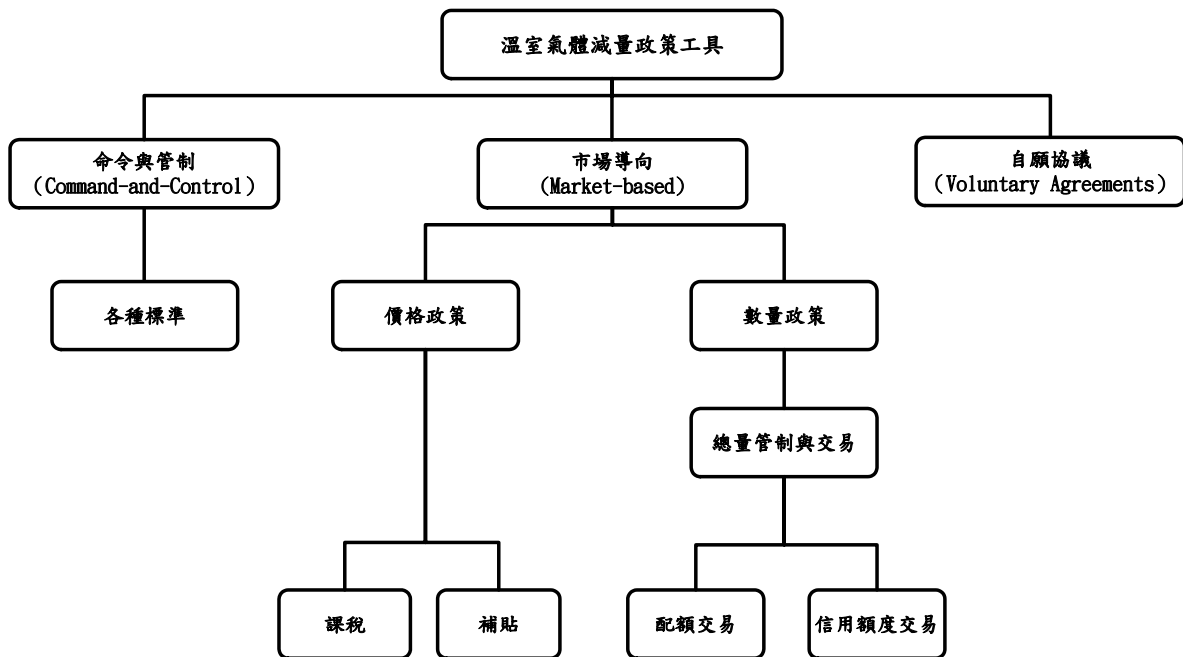 溫室氣體減量政策工具
命令與管制
（Command-and-Control）
市場導向
(Market-based)
自願協議
（Voluntary Agreements）
各種標準
價格政策
數量政策
總量管制與交易
課稅
補貼
配額交易
信用額度交易